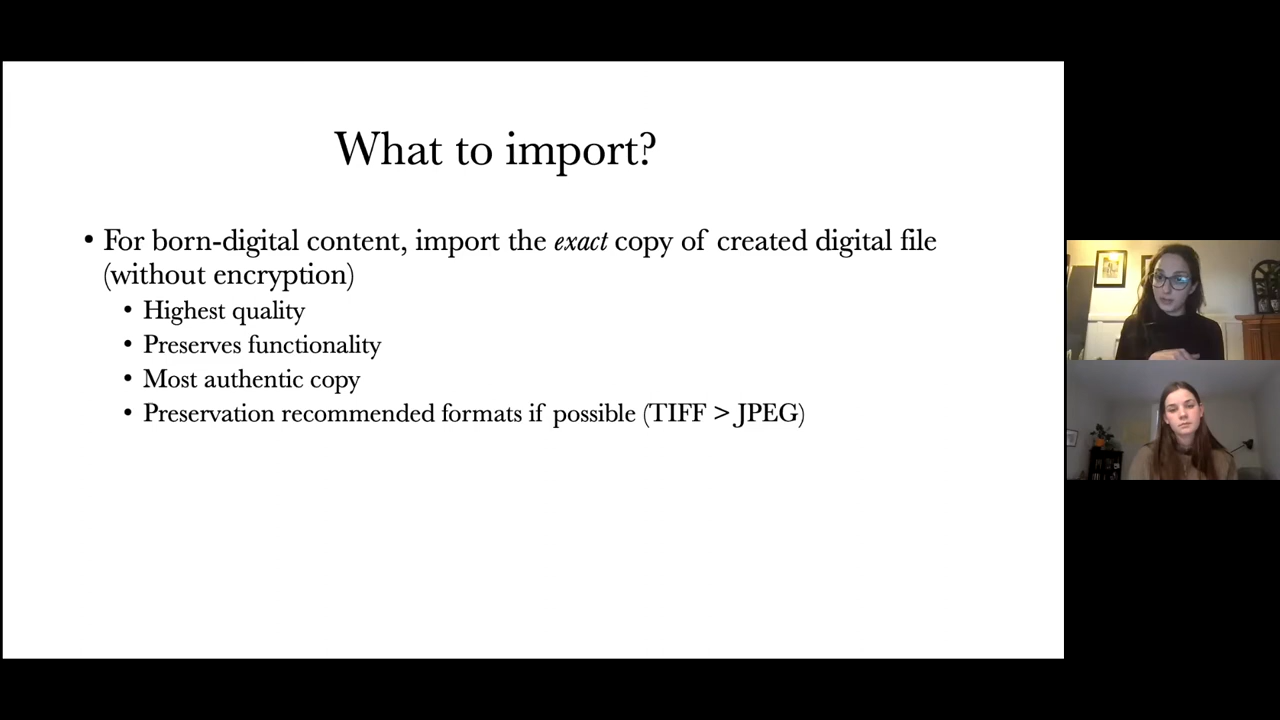 What to import?
• For born-digital content, import the exact copy of created digital file
(without encryption)
• Highest quality
• Preserves functionality
• Most authentic copy
• Preservation recommended formats if possible (TIFF > JPEG)